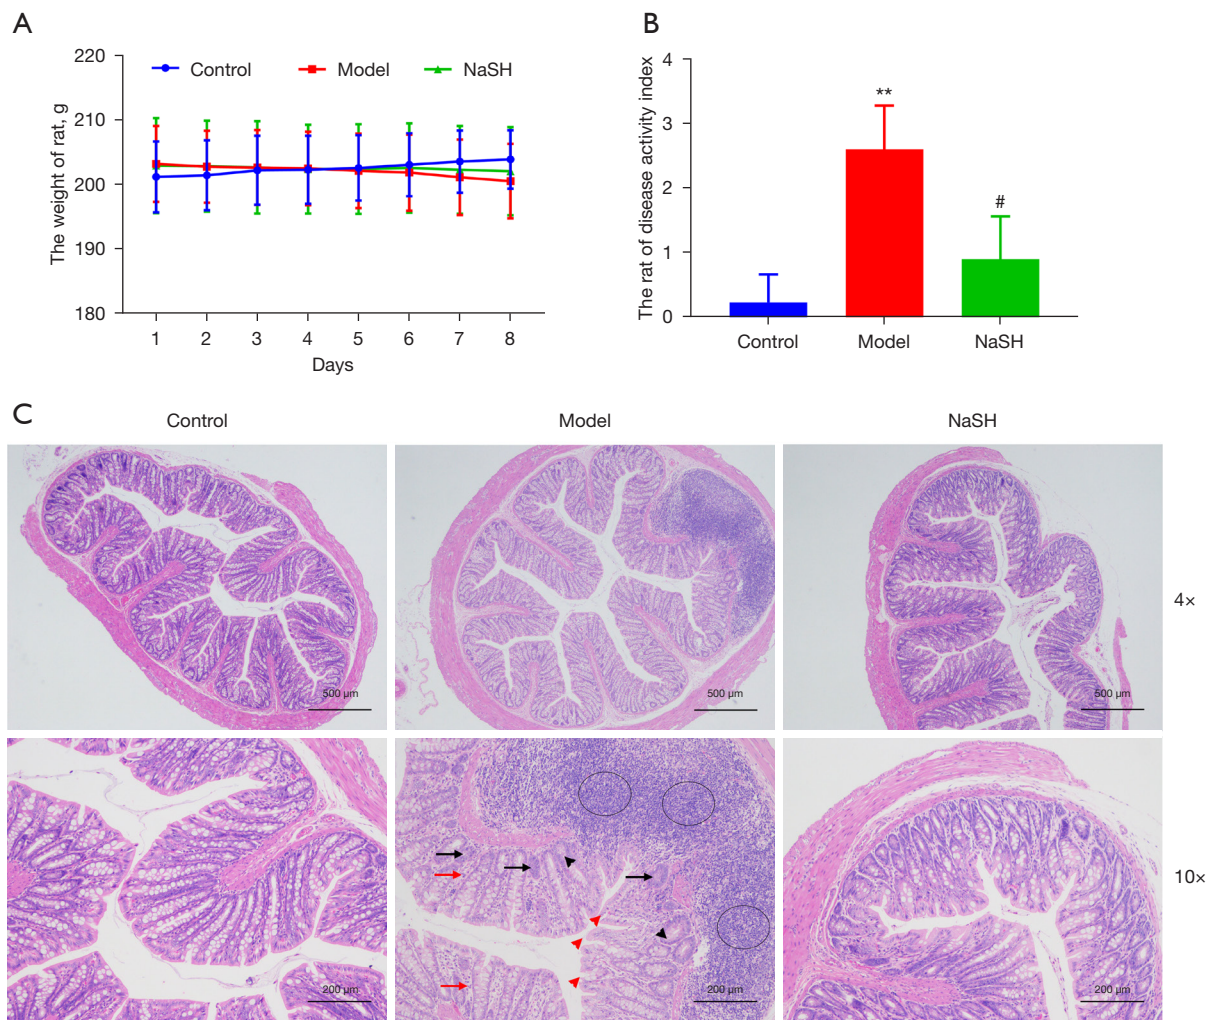 A
220
210
200
190
180
The weight of rat, g
Control
Model
NaSH
1 2 3 4 5 6 7 8
Days
B
4
3
2
1
0
The rat of disease activity index
**
#
Control
Model
NaSH
C
Control
Model
NaSH
500 µm
500 µm
500 µm
4×
200 µm
200 µm
200 µm
10×